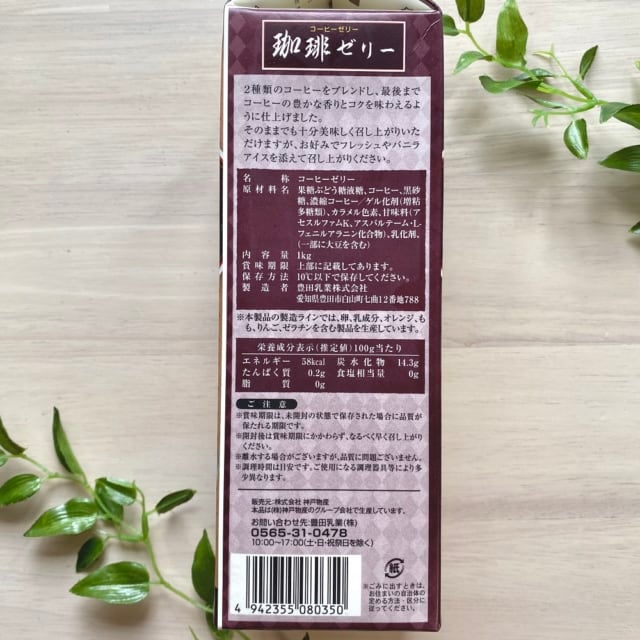 コーヒーゼリー
珈琲ゼリー
2種類のコーヒーをブレンドし、最後まで
コーヒーの豊かな香りとコクを味わえるよ
うに仕上げました。
そのままでも十分美味しく召し上がりいた
だけますが、お好みでフレッシュやバニラ
アイスを添えて召し上がりください。
名称 コーヒーゼリー
原材料名 果糖ぶどう糖液糖、コーヒー、黒砂
糖、濃縮コーヒー/ゲル化剤(増粘
多糖類)、カラメル色素、甘味料(ア
セスルファムK、アスパルテーム・L-
フェニルアラニン化合物)、乳化剤、
(一部に大豆を含む)
内容量 1kg
賞味期限 上部に記載してあります。
保存方法 10℃以下で保存してください。
製造者 豊田乳業株式会社
愛知県豊田市白山町七曲12番地788
※本製品の製造ラインでは、卵、乳成分、オレンジ、も
も、りんご、ゼラチンを含む製品を生産しています。
栄養成分表示(推定値)100g当たり
エネルギー 58kcal 炭水化物 14.3g
たんぱく質 0.2g 食塩相当量 0g
脂質 0g
ご注意
※賞味期限は、未開封の状態で保存された場合に品質が
保たれる期限です。
※開封後は賞味期限にかかわらず、なるべく早く召し上がり
ください。
※離水する場合がございますが、品質に問題ございません。
※調理時間は目安です。ご使用になる調理器具等により多
少異なります。
販売元:株式会社 神戸物産
本品は(株)神戸物産のグループ会社で生産しています。
お問い合わせ先:豊田乳業(株)
0565-31-0478
10:00~17:00(土・日・祝祭日を除く)
紙
※ごみに出すときは、
お住まいの自治体の
定める方法・区分に
従ってください。
4 942355 080350